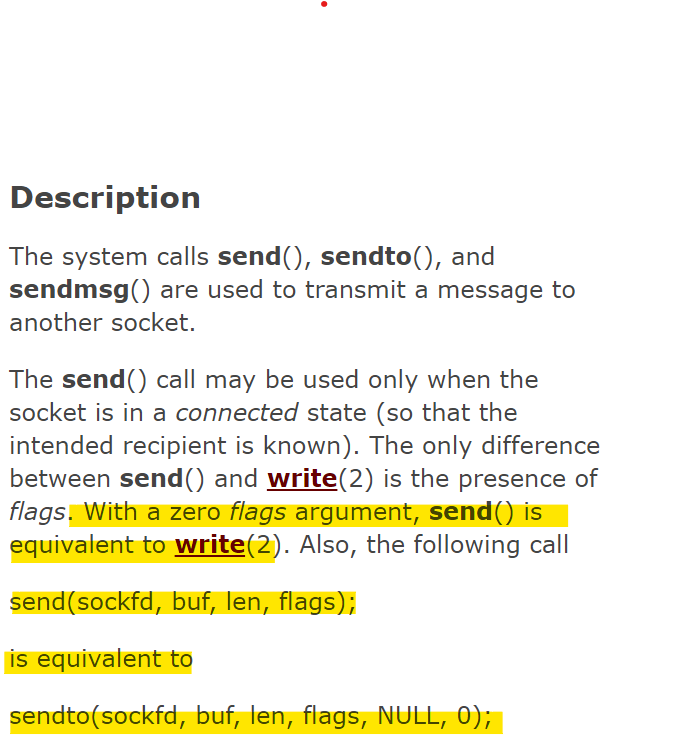 Description
The system calls send(), sendto(), and
sendmsg() are used to transmit a message to
another socket.
The send() call may be used only when the
socket is in a connected state (so that the
intended recipient is known). The only difference
between send() and write(2) is the presence of
flags. With a zero flags argument, send() is
equivalent to write(2). Also, the following call
send(sockfd, buf, len, flags);
is equivalent to
sendto(sockfd, buf, len, flags, NULL, 0);